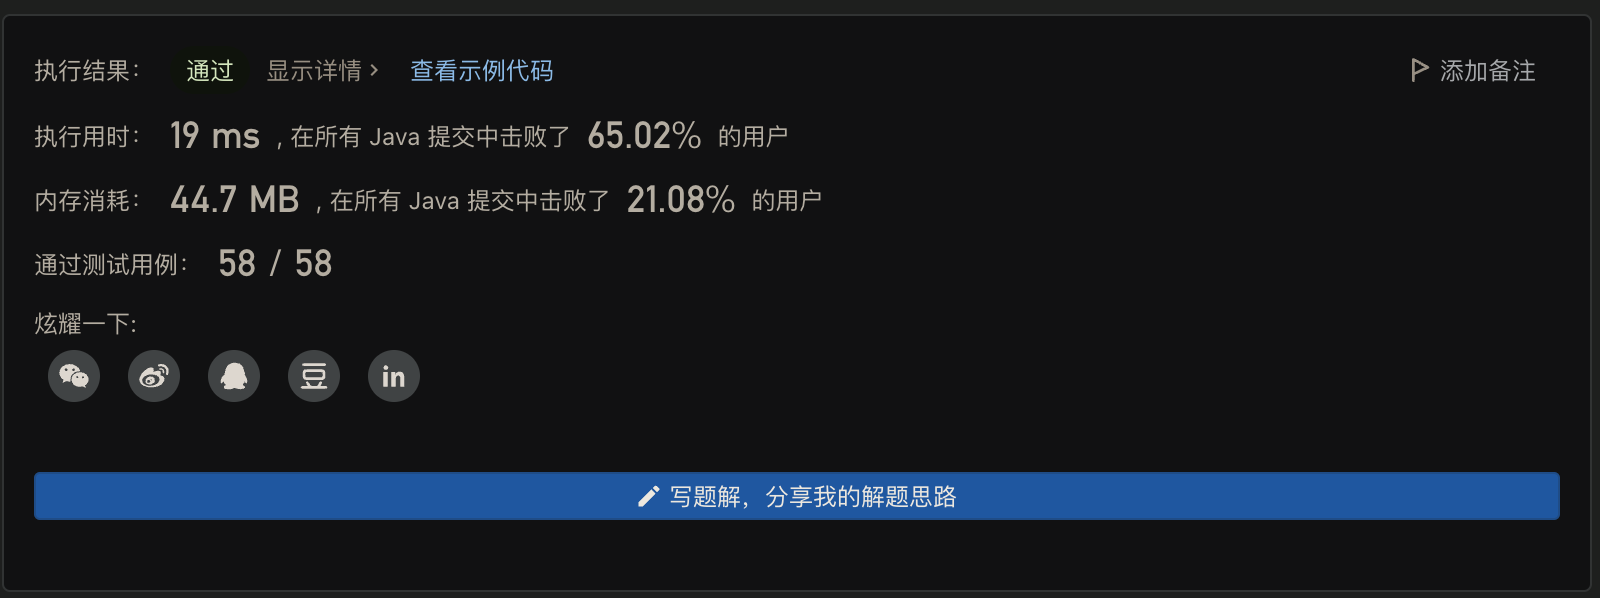 执行结果： 通过 显示详情 › 查看示例代码 添加备注
执行用时： 19 ms , 在所有 Java 提交中击败了 65.02% 的用户
内存消耗： 44.7 MB , 在所有 Java 提交中击败了 21.08% 的用户
通过测试用例： 58 / 58
炫耀一下:
豆 in
写题解，分享我的解题思路